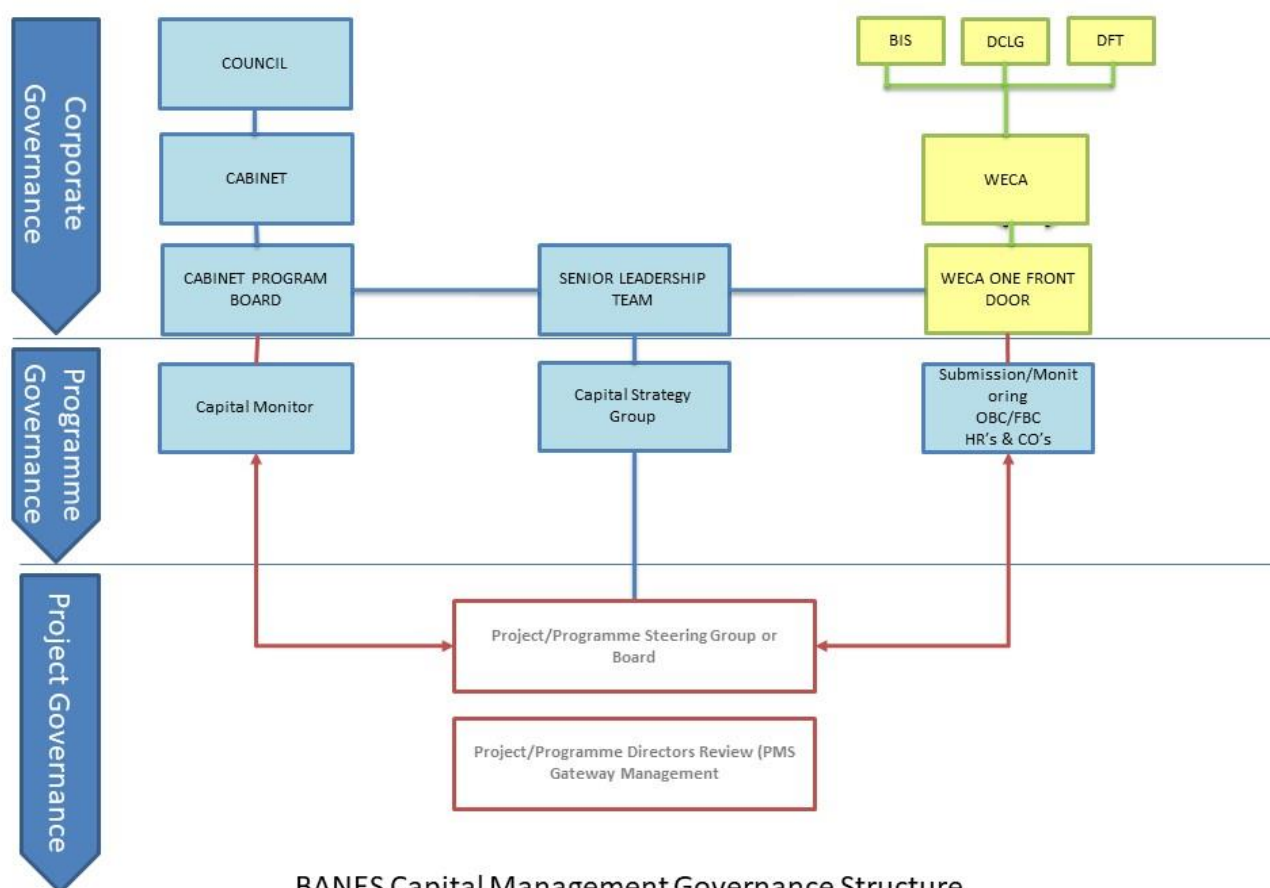 Corporate
Governance
COUNCIL
CABINET
CABINET PROGRAM
BOARD
SENIOR LEADERSHIP
TEAM
BIS
DCLG
DFT
WECA
WECA ONE FRONT
DOOR
Programme
Governance
Capital Monitor
Capital Strategy
Group
Submission/Monit
oring
OBC/FBC
HR's & CO's
Project Governance
Project/Programme Steering Group or
Board
Project/Programme Directors Review (PMS
Gateway Management
BANES Capital Management Governance Structure